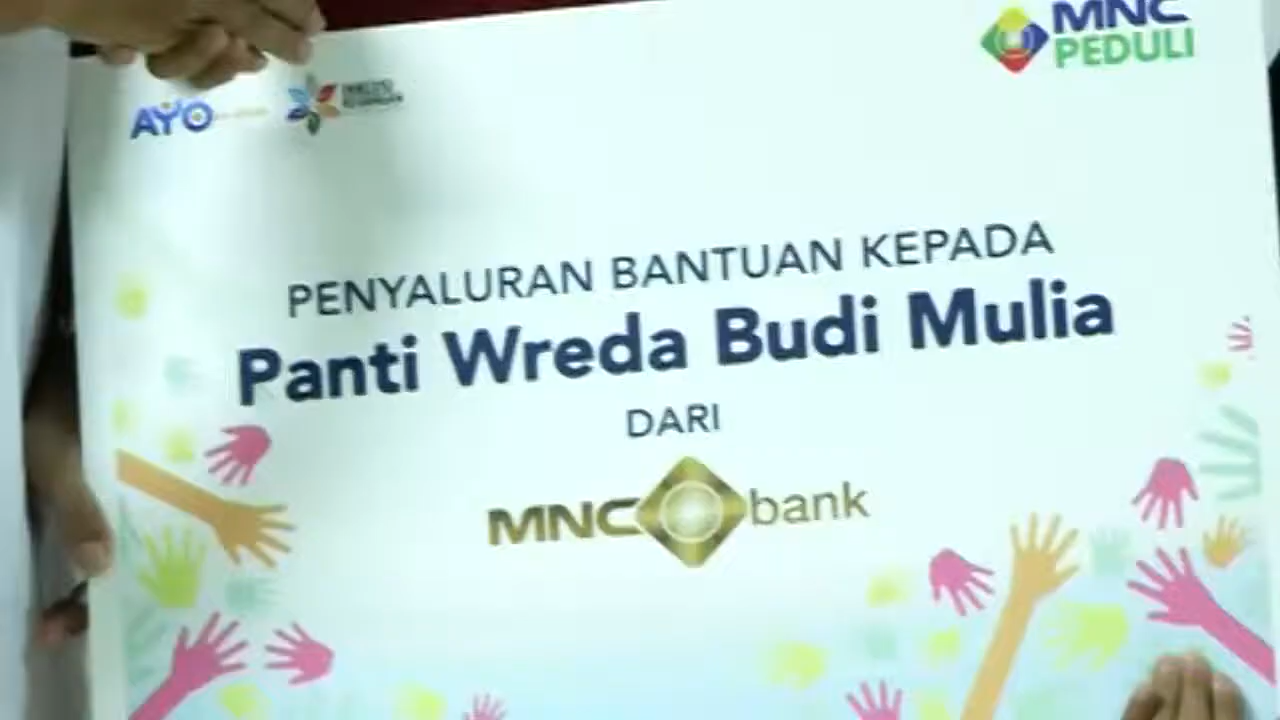 MNC
PEDULI
AYO
PENYALURAN BANTUAN KEPADA
Panti Wreda Budi Mulia
DARI
MNC bank